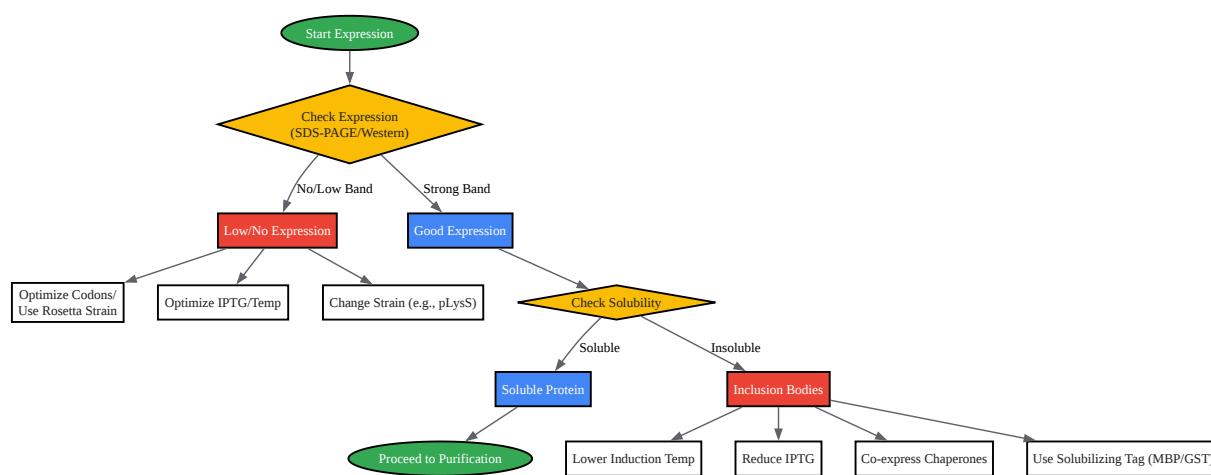 Start Expression
Check Expression
(SDS-PAGE/Western)
No/Low Band
Strong Band
Low/No Expression
Good Expression
Optimize Codons/
Use Rosetta Strain
Optimize IPTG/Temp
Change Strain (e.g., pLysS)
Check Solubility
Soluble
Insoluble
Soluble Protein
Inclusion Bodies
Proceed to Purification
Lower Induction Temp
Reduce IPTG
Co-express Chaperones
Use Solubilizing Tag (MBP/GST)